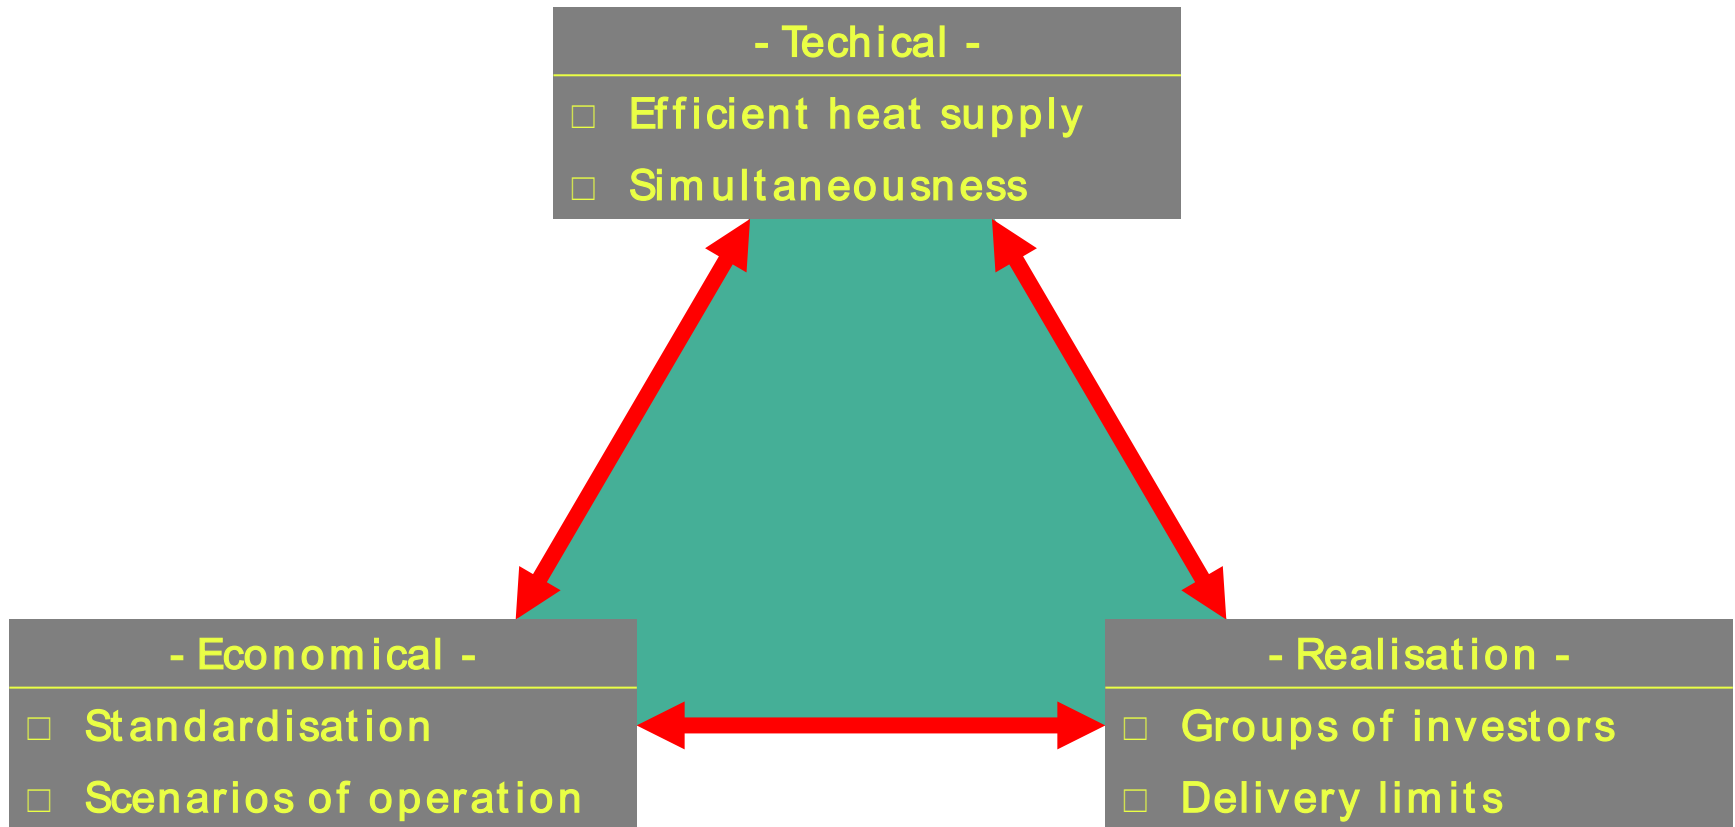 - Techical -
□ Efficient heat supply
□ Simultaneousness
- Economical -
□ Standardisation
□ Scenarios of operation
- Realisation -
□ Groups of investors
□ Delivery limits